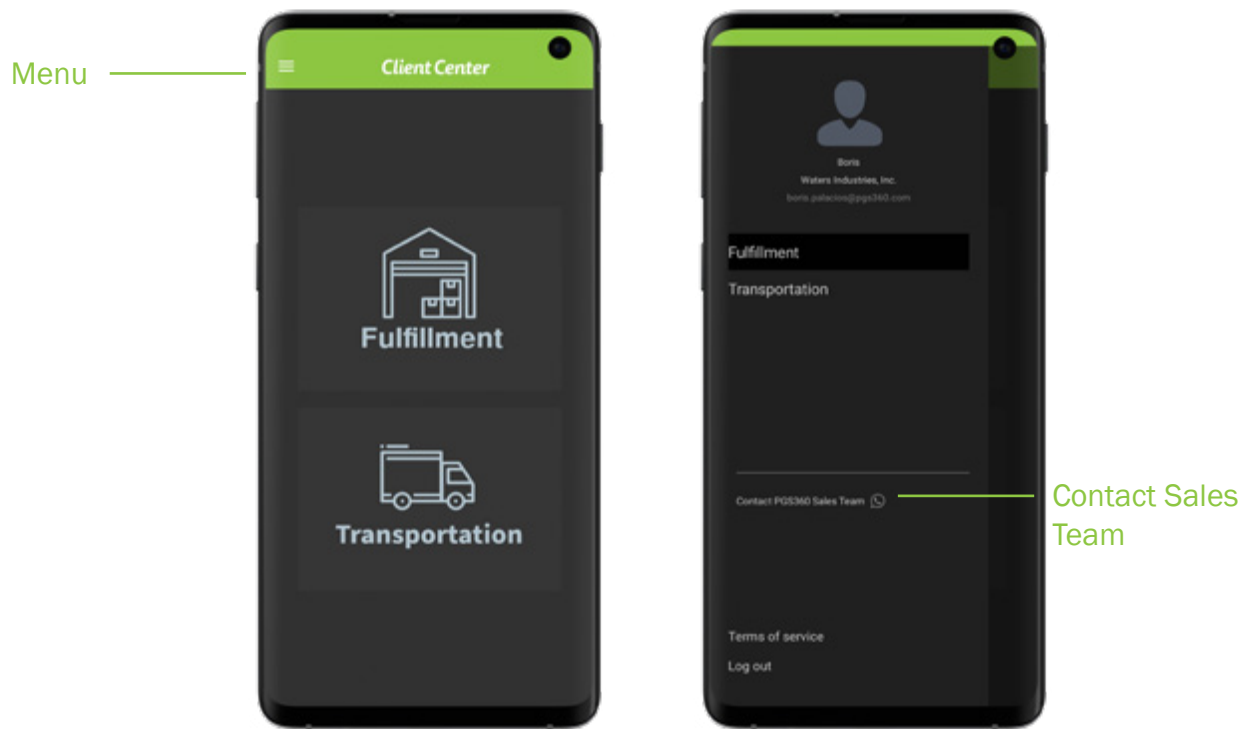 Menu
Client Center
Fulfillment
Transportation
Boris
Waters Industries, Inc.
boris.palacios@pgs360.com
Fulfillment
Transportation
Contact PGS360 Sales Team
Terms of service
Log out
Contact Sales
Team